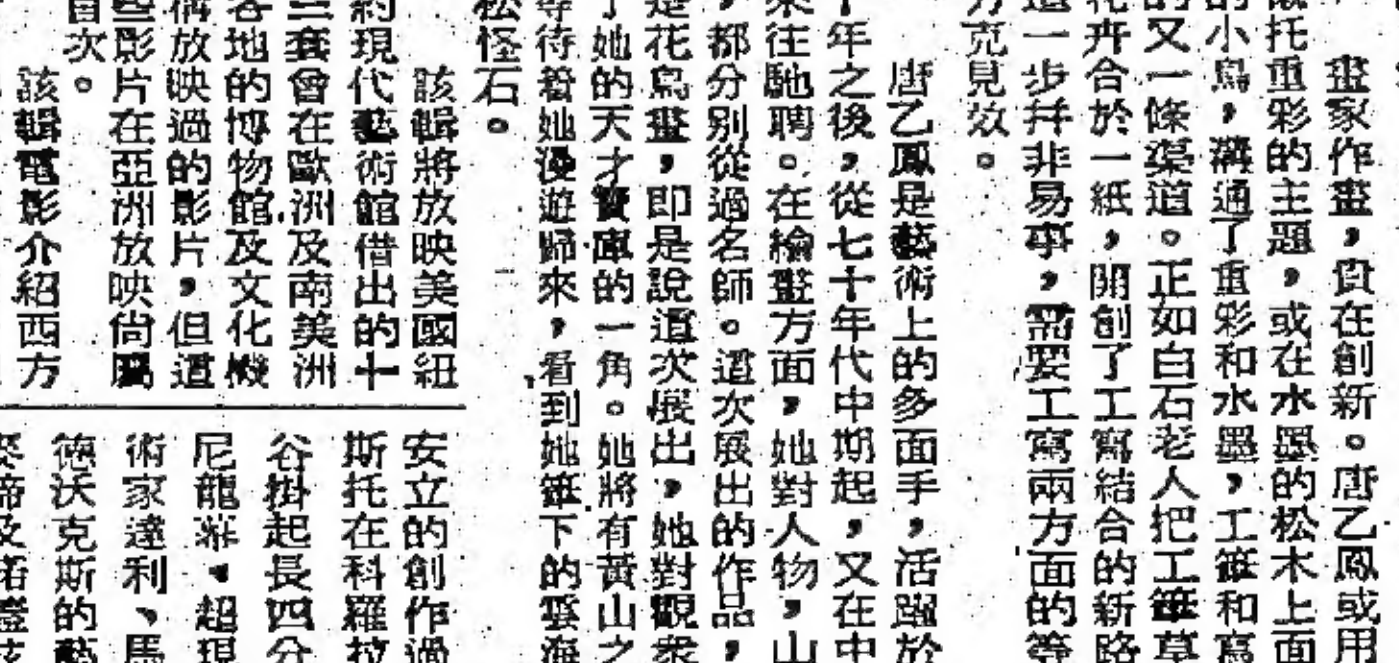 畫家作畫,貴在創新。唐乙鳳或用
托重彩的主題,或在水墨的松木上面
的小鳥,溝通了重彩和水墨,工筆和寫
的又一條渠道。正如白石老人把工筆草
花卉合於一紙,開創了工寫結合的新路
這一步幷非易事,需要工寫兩方面的等
方克見效。
唐乙鳳是藝術上的多面手,活躍於
十年之後,從七十年代中期起,又在中
來往馳聘。在繪畫方面,她對人物,山
,都分別從過名師。這次展出的作品,
是花鳥畫,即是說這次展出,她對觀衆
了她的天才寶庫的一角。她將有黃山之
等待着她漫遊歸來,看到她筆下的雲海
松怪石。
該輯將放映美國紐
約現代藝術館借出的十
三套曾在歐洲及南美洲
各地的博物館及文化機
構放映過的影片,但這
些影片在亞洲放映尙屬
首次。
該輯電影介紹西方
安立的創作過
斯托在科羅拉
谷掛起長四分
尼龍 超現
術家達利、馬
德沃克斯的藝